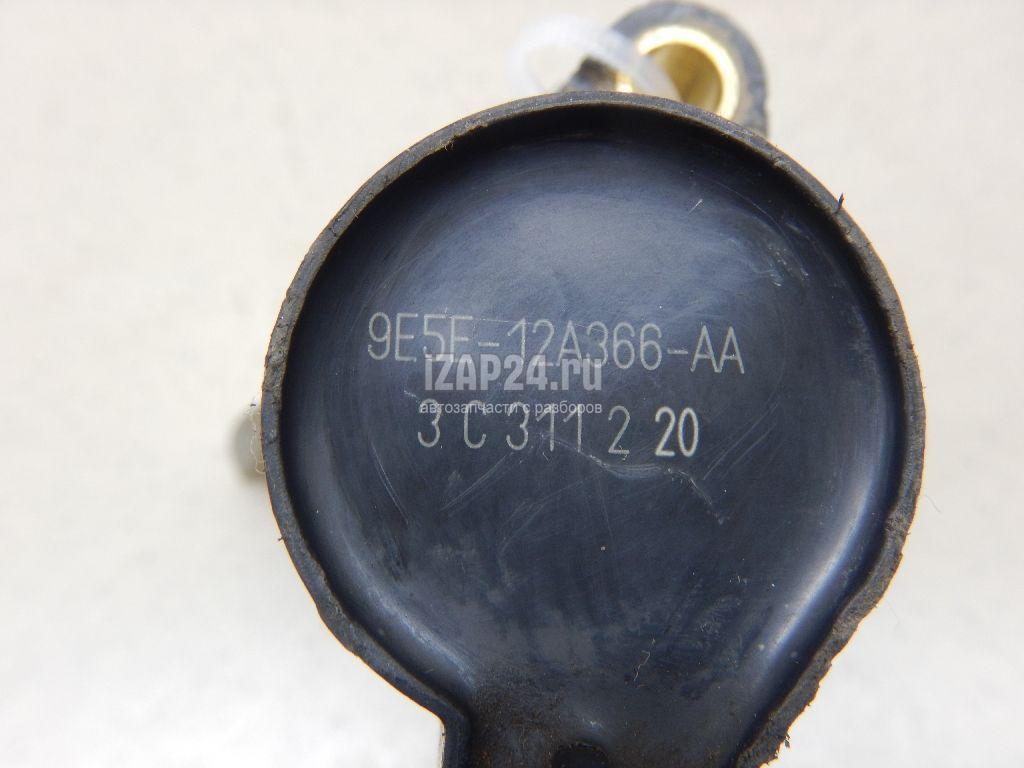 9E5E-12A366-AA
iZAP24.ru
автозапчасти с разборов
3 C 311 2 20